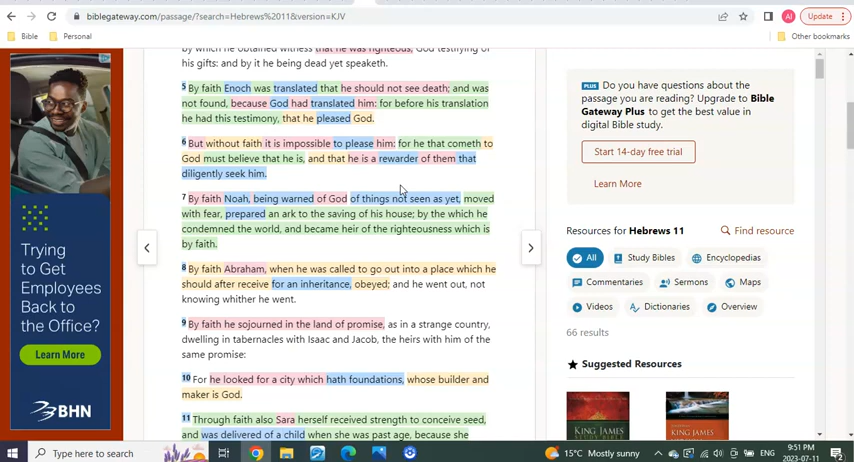 biblegateway.com/passage/?search=Hebrews%2011&version=KJV
AI
Update
Bible
Personal
Other bookmarks
by which he obtained witness that he was righteous, God testifying of
his gifts: and by it he being dead yet speaketh.
5 By faith Enoch was translated that he should not see death; and was
not found, because God had translated him: for before his translation
he had this testimony, that he pleased God.
6 But without faith it is impossible to please him: for he that cometh to
God must believe that he is, and that he is a rewarder of them that
diligently seek him.
7 By faith Noah, being warned of God of things not seen as yet, moved
with fear, prepared an ark to the saving of his house; by the which he
condemned the world, and became heir of the righteousness which is
by faith.
8 By faith Abraham, when he was called to go out into a place which he
should after receive for an inheritance, obeyed; and he went out, not
knowing whither he went.
9 By faith he sojourned in the land of promise, as in a strange country,
dwelling in tabernacles with Isaac and Jacob, the heirs with him of the
same promise:
10 For he looked for a city which hath foundations, whose builder and
maker is God.
11 Through faith also Sara herself received strength to conceive seed,
and was delivered of a child when she was past age, because she
Trying
to Get
Employees
Back to
the Office?
Learn More
BHN
PLUS Do you have questions about the
passage you are reading? Upgrade to Bible
Gateway Plus to get the best value in
digital Bible study.
Start 14-day free trial
Learn More
Resources for Hebrews 11
Find resource
All
Study Bibles
Encyclopedias
Commentaries
Sermons
Maps
Videos
Dictionaries
Overview
66 results
Suggested Resources
KING JAMES
KING JAMES
Type here to search
15°C Mostly sunny
ENG
9:51 PM
2023-07-11
2